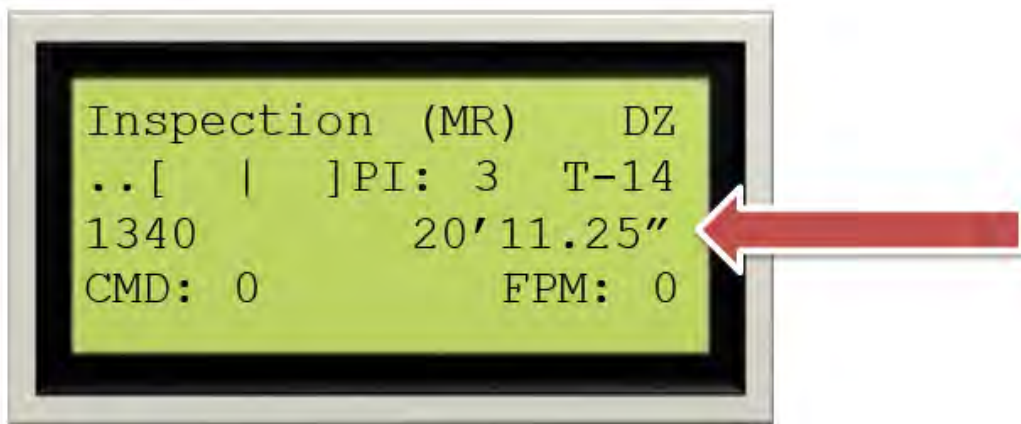 Inspection (MR) DZ
..[ | ]PI: 3 T-14
1340 20′11.25″
CMD: 0 FPM: 0